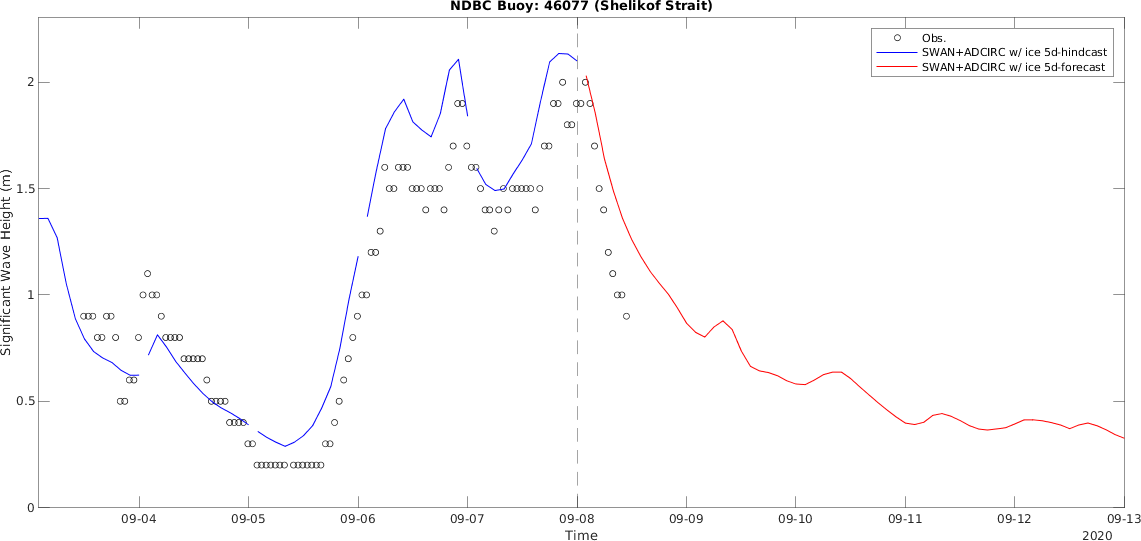 NDBC Buoy: 46077 (Shelikof Strait)
Obs.
SWAN+ADCIRC w/ ice 5d-hindcast
SWAN+ADCIRC w/ ice 5d-forecast
Significant Wave Height (m)
2
1.5
1
0.5
0
09-04 09-05 09-06 09-07 09-08 09-09 09-10 09-11 09-12 09-13
Time
2020